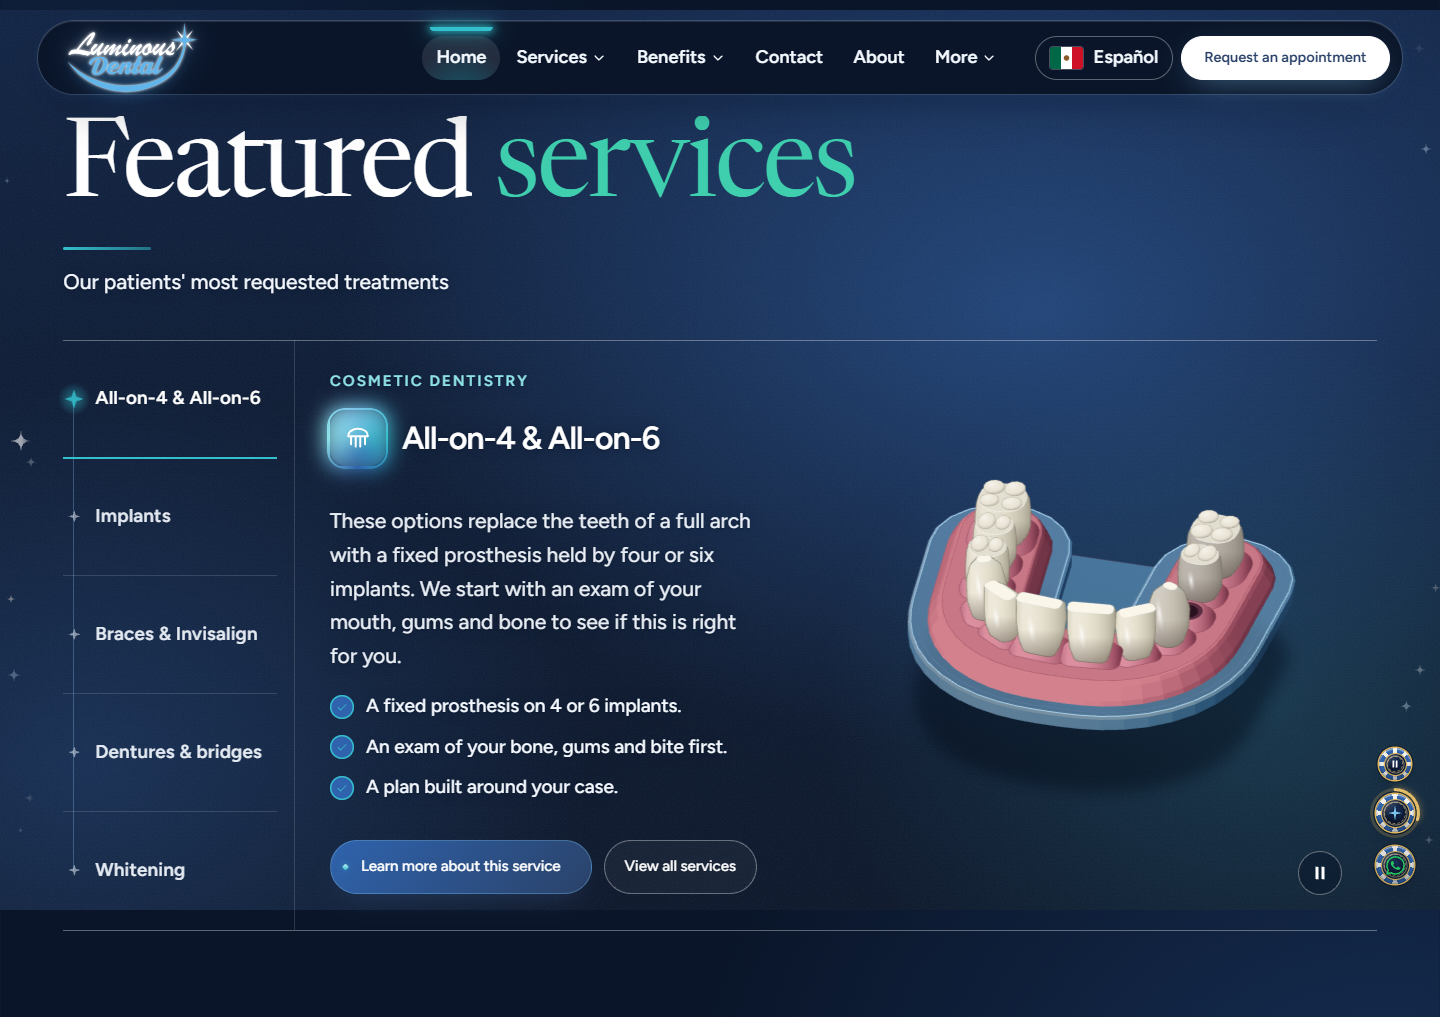 Luminous
Dental
Home
Services
Benefits
Contact
About
More
Español
Request an appointment
Featured services
Our patients' most requested treatments
All-on-4 & All-on-6
Implants
Braces & Invisalign
Dentures & bridges
Whitening
COSMETIC DENTISTRY
All-on-4 & All-on-6
These options replace the teeth of a full arch
with a fixed prosthesis held by four or six
implants. We start with an exam of your
mouth, gums and bone to see if this is right
for you.
A fixed prosthesis on 4 or 6 implants.
An exam of your bone, gums and bite first.
A plan built around your case.
Learn more about this service
View all services